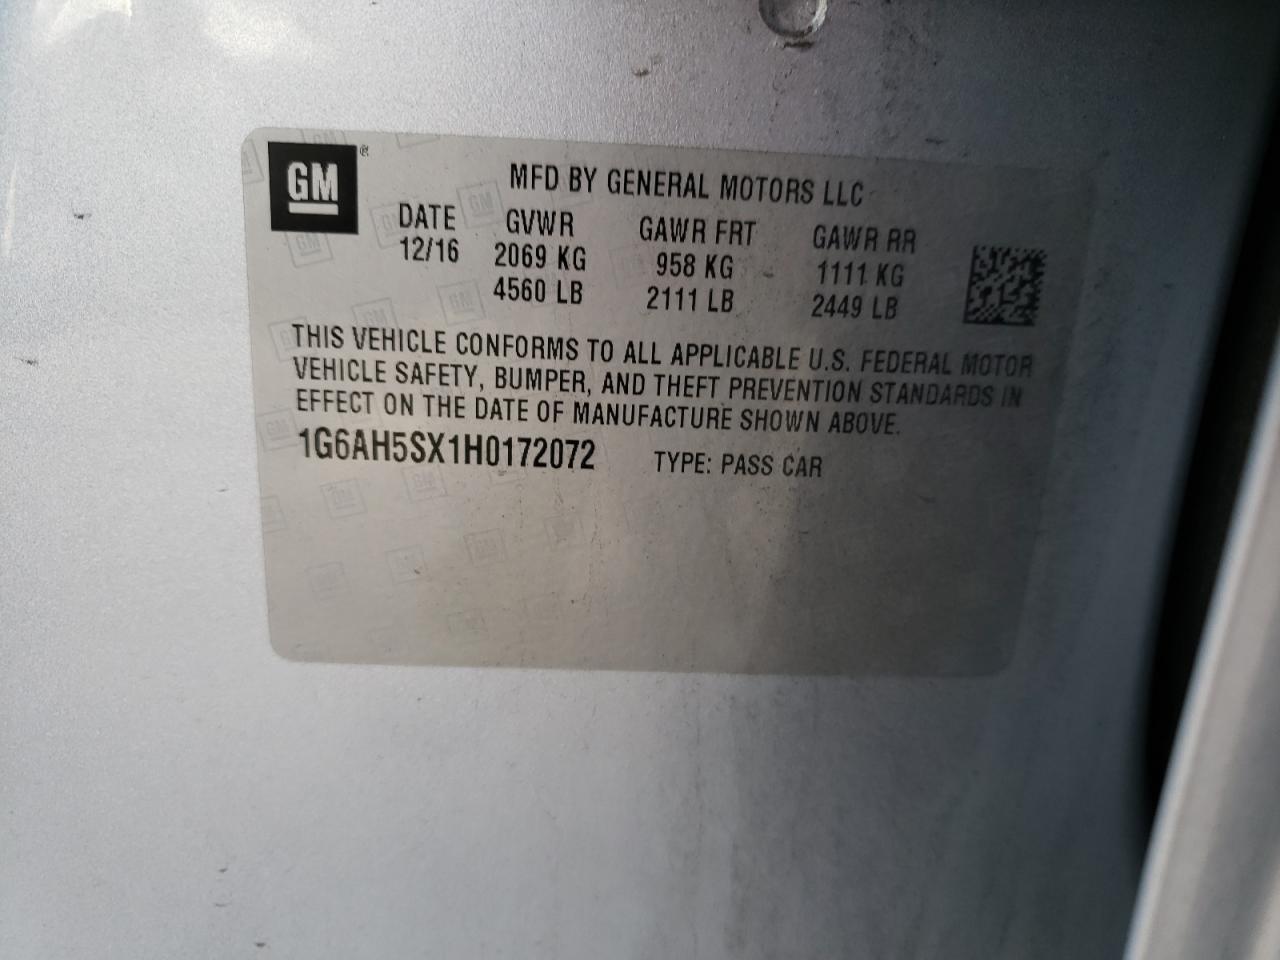 GM ®
MFD BY GENERAL MOTORS LLC
DATE GVWR GAWR FRT GAWR RR
12/16 2069 KG 958 KG 1111 KG
4560 LB 2111 LB 2449 LB
THIS VEHICLE CONFORMS TO ALL APPLICABLE U.S. FEDERAL MOTOR
VEHICLE SAFETY, BUMPER, AND THEFT PREVENTION STANDARDS IN
EFFECT ON THE DATE OF MANUFACTURE SHOWN ABOVE.
1G6AH5SX1H0172072 TYPE: PASS CAR